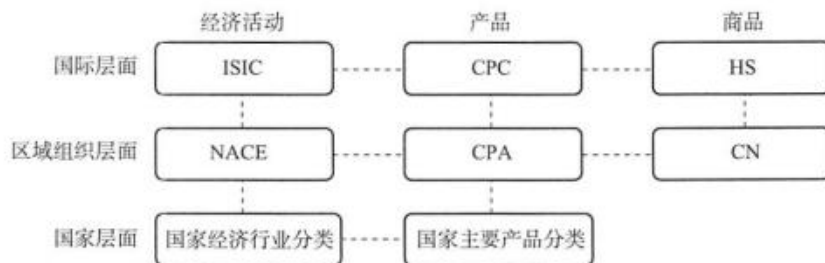 经济活动 产品 商品
国际层面 ISIC CPC HS
区域组织层面 NACE CPA CN
国家层面 国家经济行业分类 国家主要产品分类